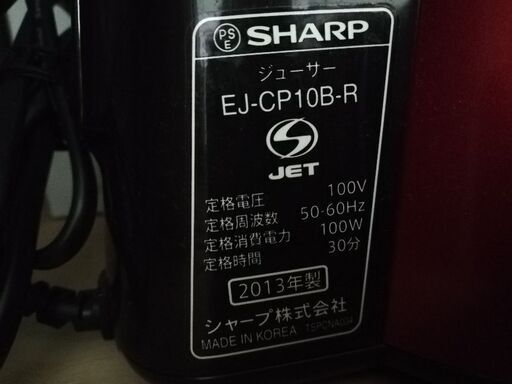 PS
E
SHARP
ジューサー
EJ-CP10B-R
JET
定格電圧 100V
定格周波数 50-60Hz
定格消費電力 100W
定格時間 30分
2013年製
シャープ株式会社
MADE IN KOREA